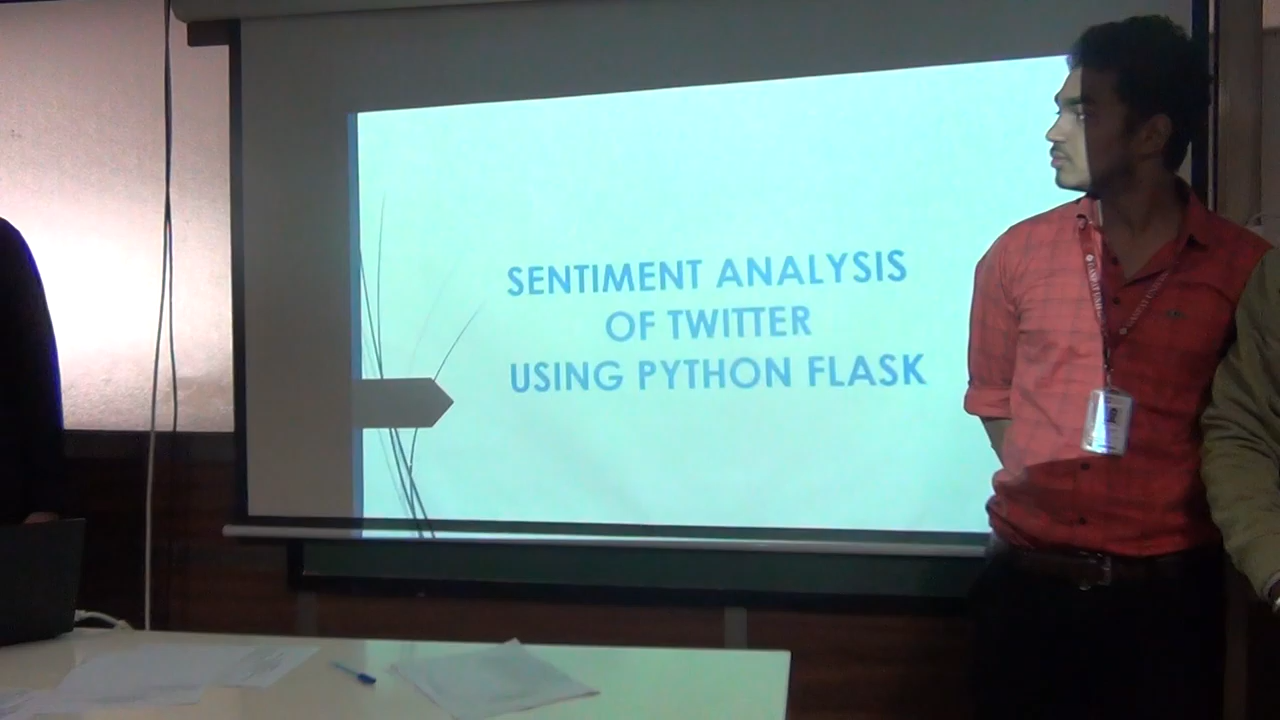 SENTIMENT ANALYSIS
OF TWITTER
USING PYTHON FLASK